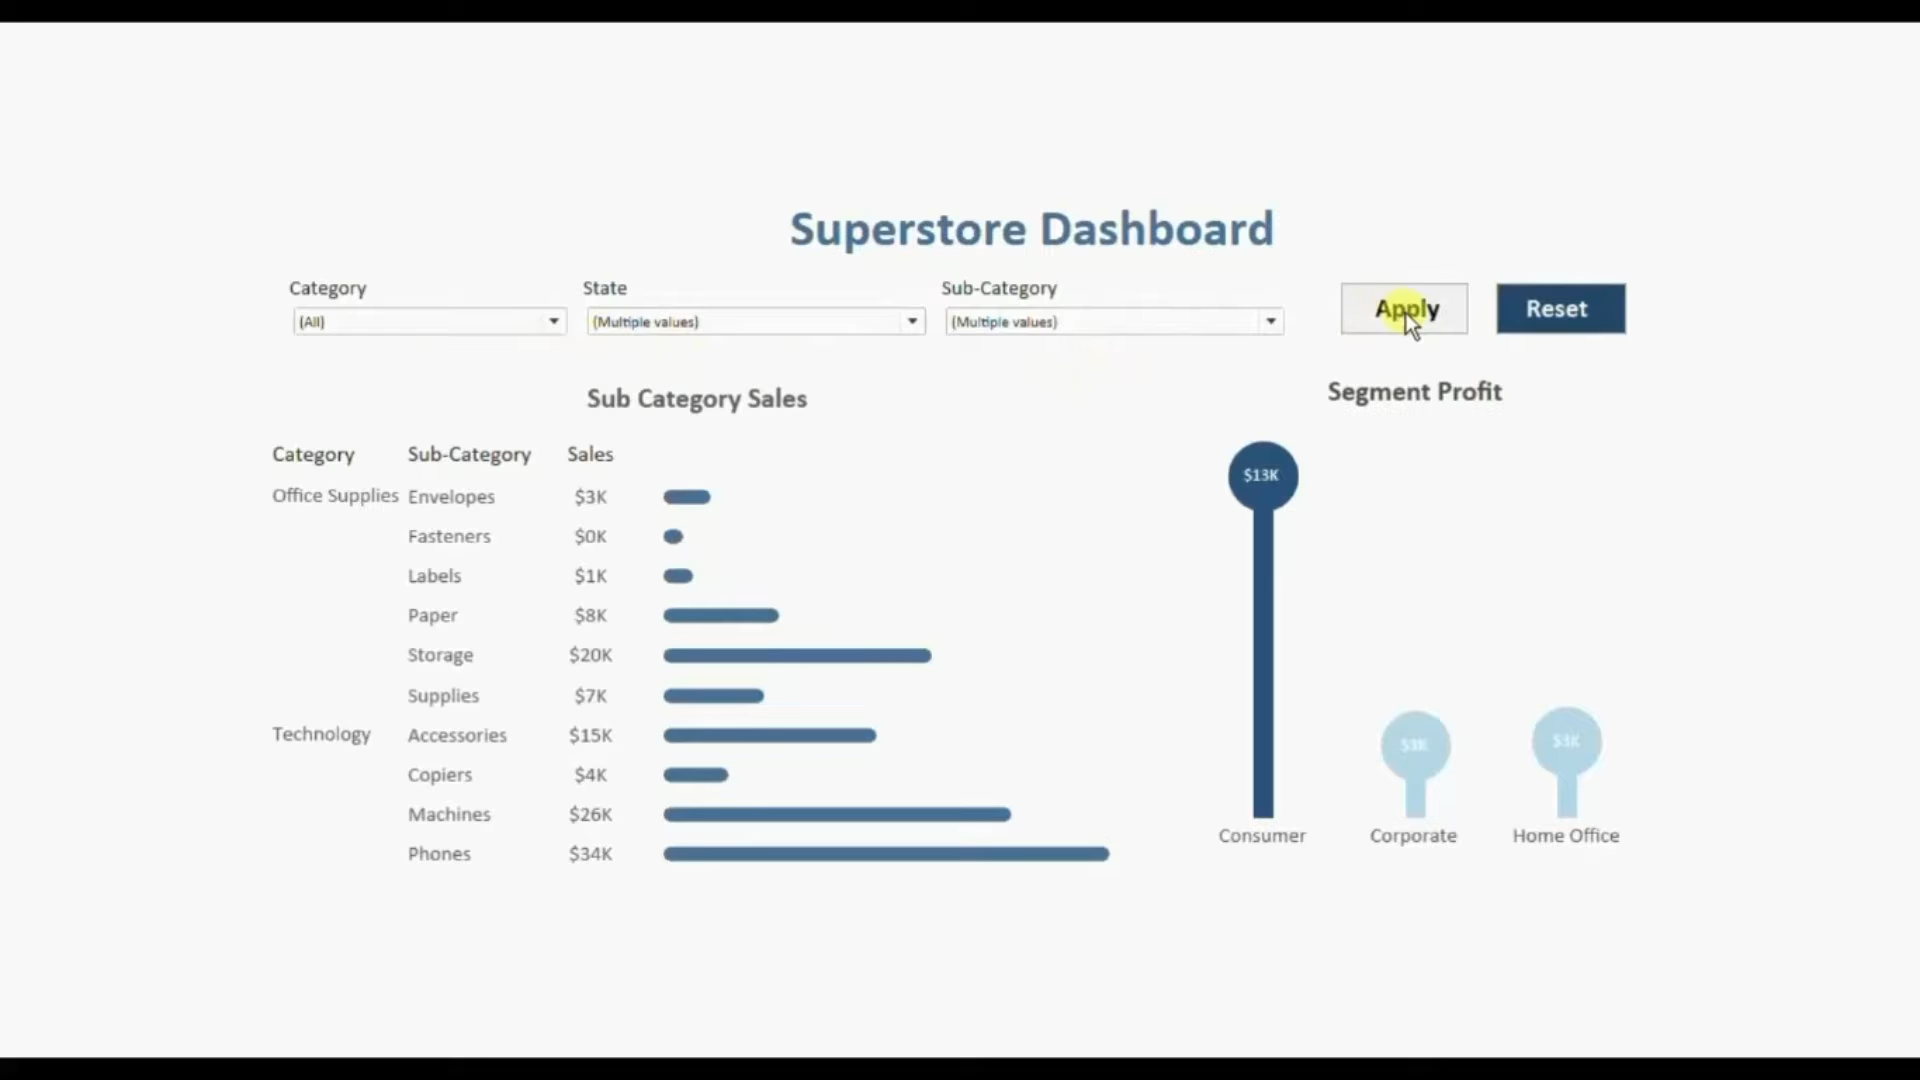 Superstore Dashboard
Category State Sub-Category
(All) (Multiple values) (Multiple values) Apply Reset
Sub Category Sales Segment Profit
Category Sub-Category Sales
Office Supplies Envelopes $3K
Fasteners $0K
Labels $1K
Paper $8K
Storage $20K
Supplies $7K
Technology Accessories $15K
Copiers $4K
Machines $26K
Phones $34K
$13K
$3K $3K
Consumer Corporate Home Office